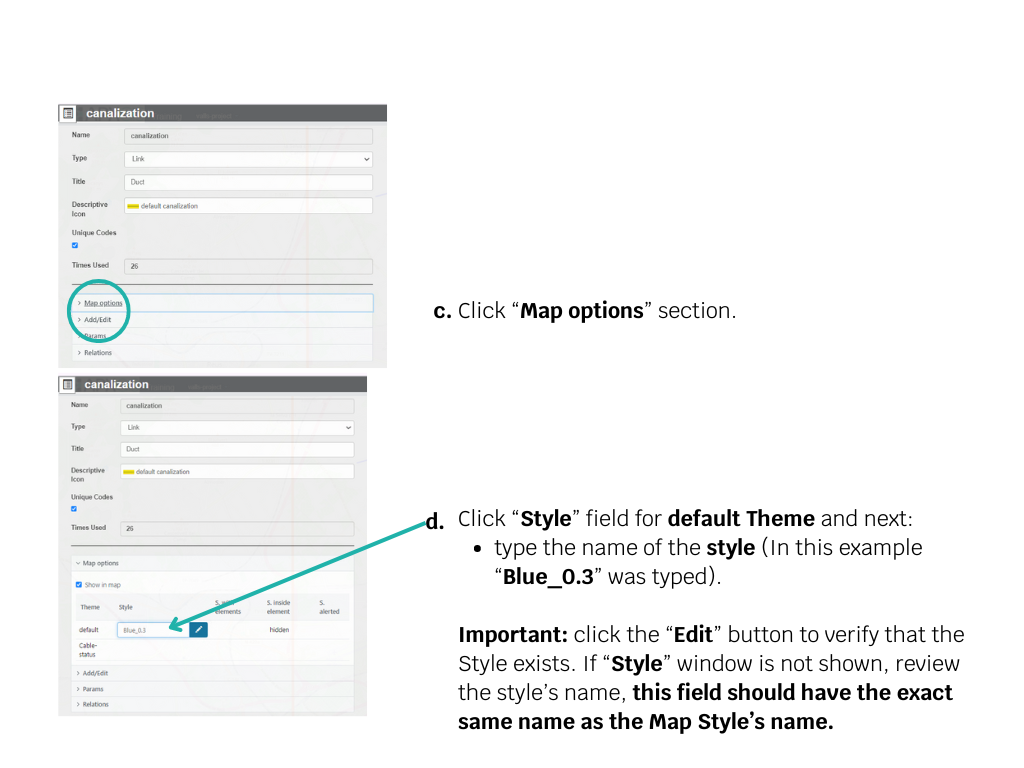 canalization
Name canalization
Type Link
Title Duct
Descriptive Icon default canalization
Unique Codes
Times Used 26
Map options
Add/Edit
Params
Relations
c. Click “Map options” section.
canalization
Name canalization
Type Link
Title Duct
Descriptive Icon default canalization
Unique Codes
Times Used 26
Map options
Show in map
Theme Style S. with elements S. inside element S. alerted
default Blue_0.3 hidden
Cable-status
Add/Edit
Params
Relations
d. Click “Style” field for default Theme and next:
• type the name of the style (In this example
“Blue_0.3” was typed).
Important: click the “Edit” button to verify that the
Style exists. If “Style” window is not shown, review
the style’s name, this field should have the exact
same name as the Map Style’s name.